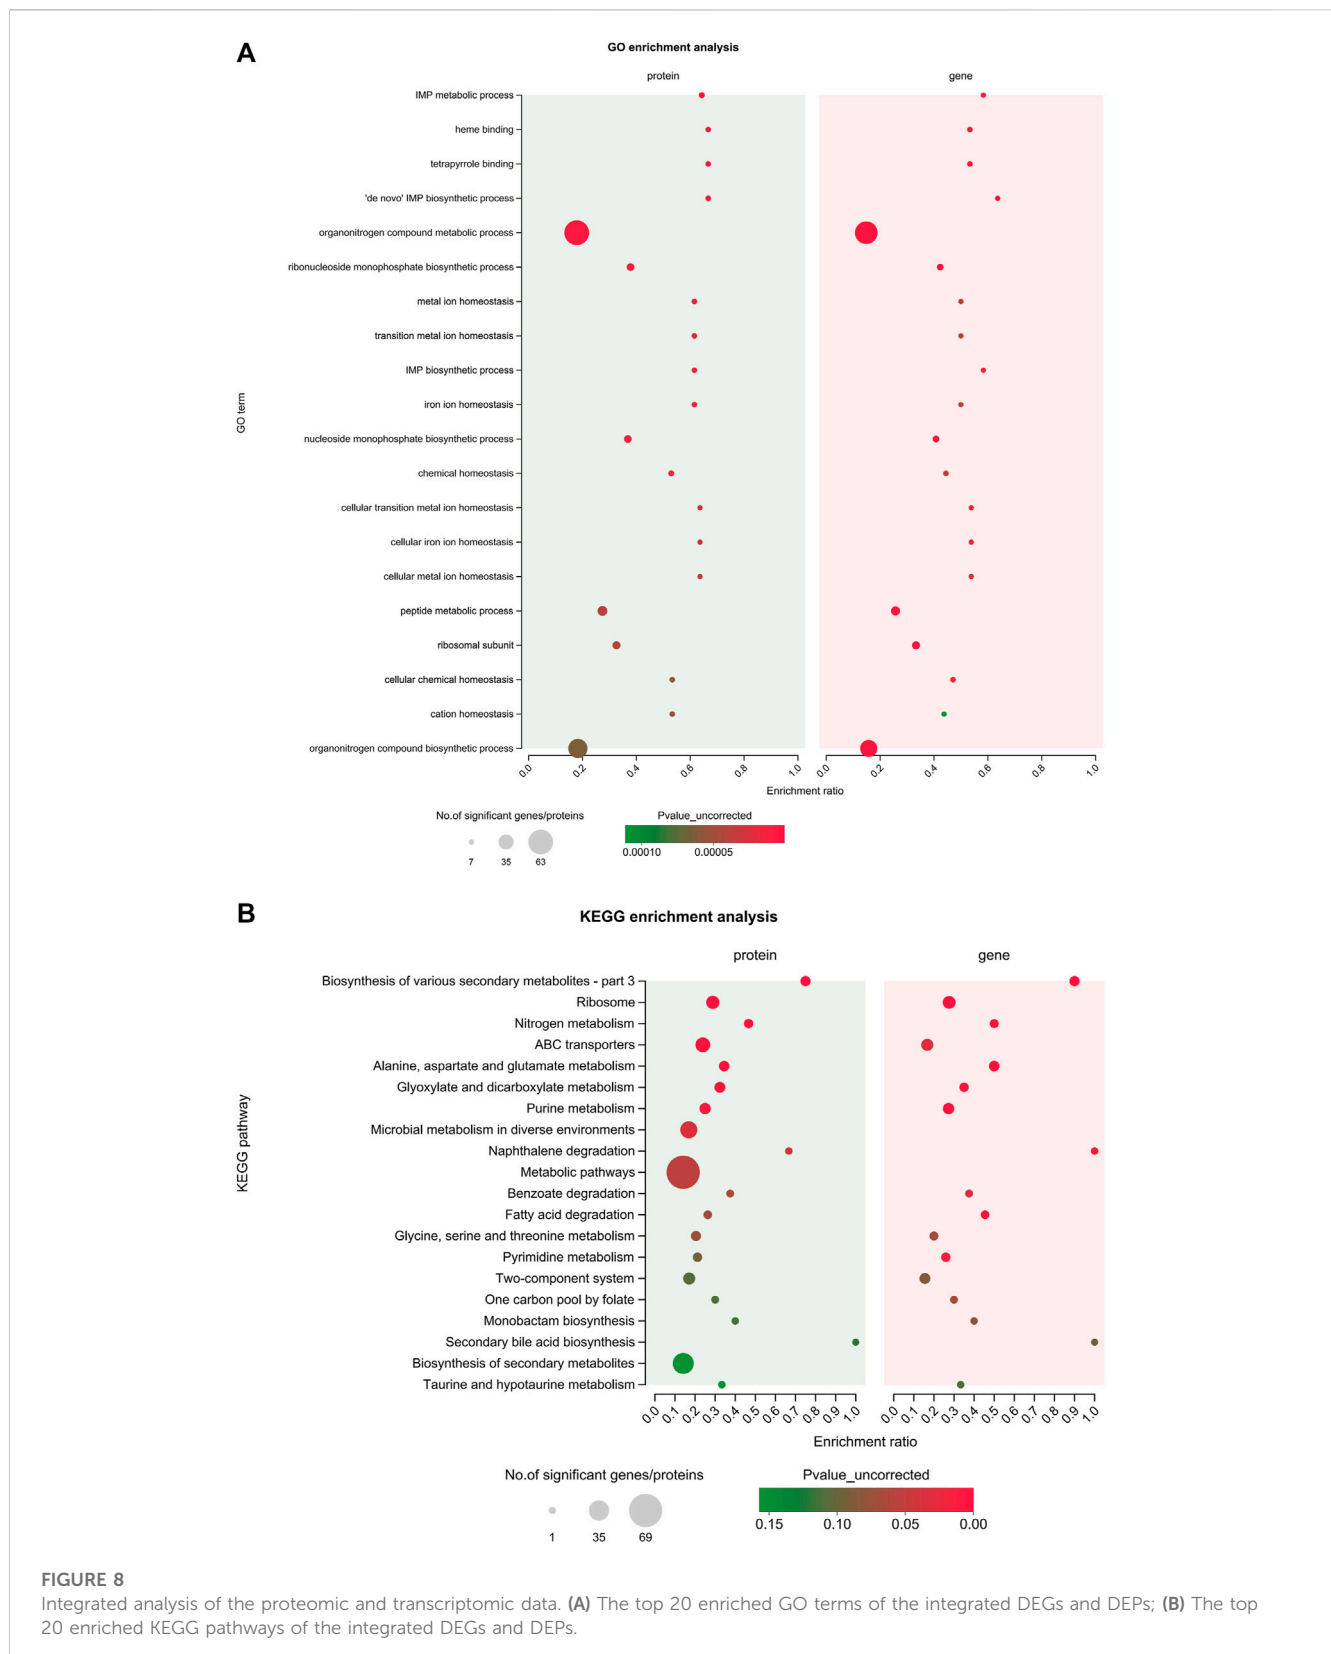 A
GO enrichment analysis
protein
gene
IMP metabolic process
heme binding
tetrapyrrole binding
'de novo' IMP biosynthetic process
organonitrogen compound metabolic process
ribonucleoside monophosphate biosynthetic process
metal ion homeostasis
transition metal ion homeostasis
IMP biosynthetic process
iron ion homeostasis
nucleoside monophosphate biosynthetic process
chemical homeostasis
cellular transition metal ion homeostasis
cellular iron ion homeostasis
cellular metal ion homeostasis
peptide metabolic process
ribosomal subunit
cellular chemical homeostasis
cation homeostasis
organonitrogen compound biosynthetic process
GO term
0.0 0.2 0.4 0.6 0.8 1.0 0.0 0.2 0.4 0.6 0.8 1.0
Enrichment ratio
No.of significant genes/proteins
7 35 63
Pvalue_uncorrected
0.00010 0.00005
B
KEGG enrichment analysis
protein
gene
Biosynthesis of various secondary metabolites - part 3
Ribosome
Nitrogen metabolism
ABC transporters
Alanine, aspartate and glutamate metabolism
Glyoxylate and dicarboxylate metabolism
Purine metabolism
Microbial metabolism in diverse environments
Naphthalene degradation
Metabolic pathways
Benzoate degradation
Fatty acid degradation
Glycine, serine and threonine metabolism
Pyrimidine metabolism
Two-component system
One carbon pool by folate
Monobactam biosynthesis
Secondary bile acid biosynthesis
Biosynthesis of secondary metabolites
Taurine and hypotaurine metabolism
KEGG pathway
0.0 0.1 0.2 0.3 0.4 0.5 0.6 0.7 0.8 0.9 1.0 0.0 0.1 0.2 0.3 0.4 0.5 0.6 0.7 0.8 0.9 1.0
Enrichment ratio
No.of significant genes/proteins
1 35 69
Pvalue_uncorrected
0.15 0.10 0.05 0.00
FIGURE 8
Integrated analysis of the proteomic and transcriptomic data. (A) The top 20 enriched GO terms of the integrated DEGs and DEPs; (B) The top
20 enriched KEGG pathways of the integrated DEGs and DEPs.